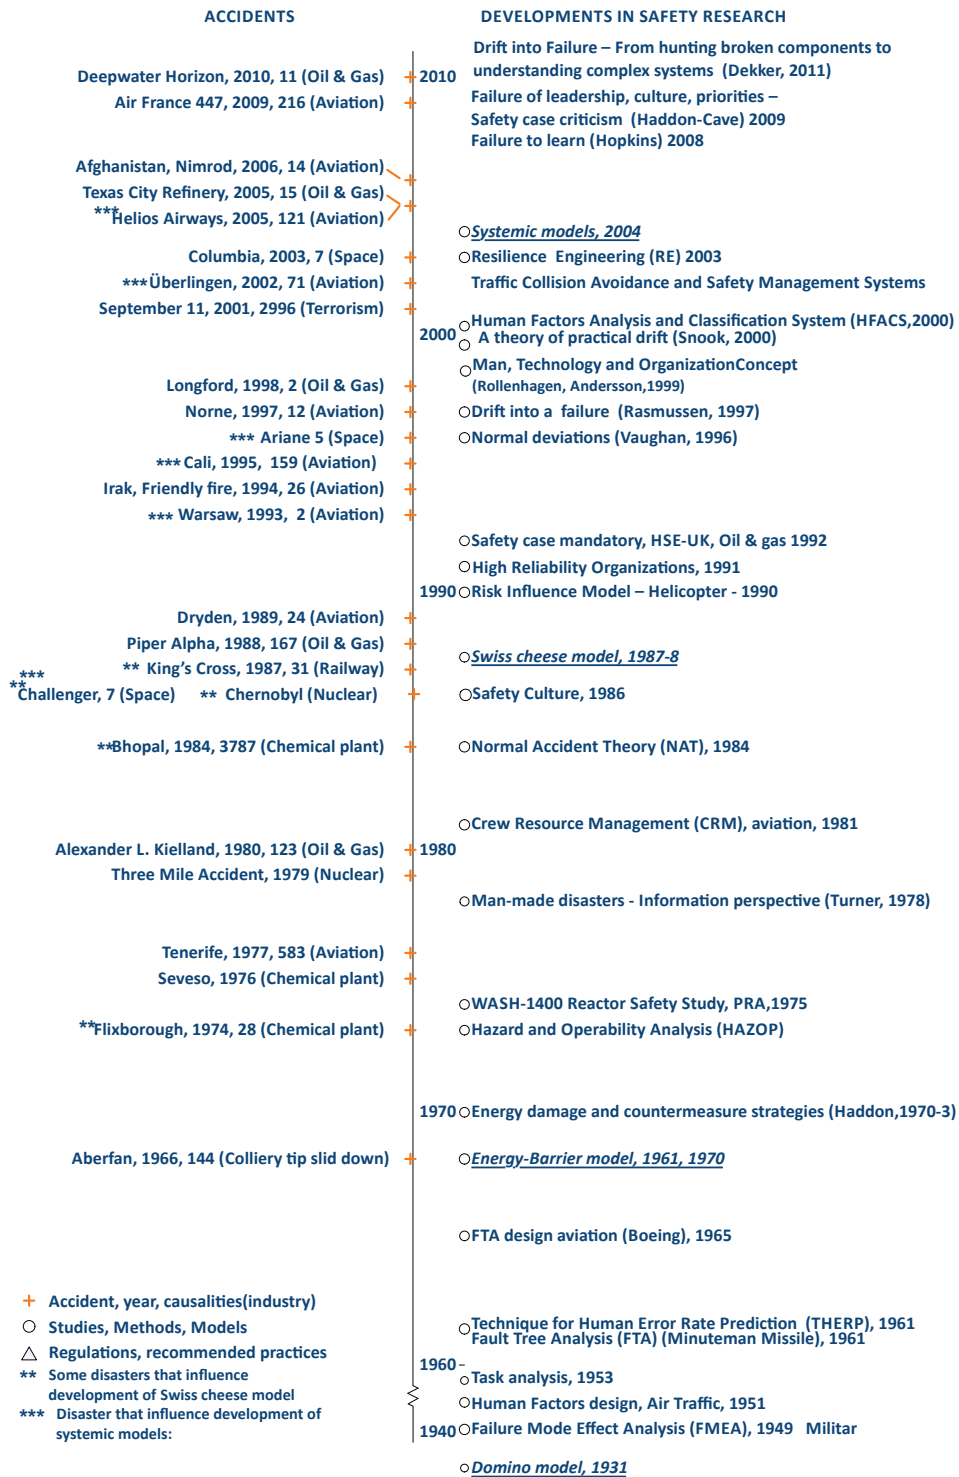 ACCIDENTS
DEVELOPMENTS IN SAFETY RESEARCH
Drift into Failure – From hunting broken components to
understanding complex systems (Dekker, 2011)
Deepwater Horizon, 2010, 11 (Oil & Gas)
2010
Air France 447, 2009, 216 (Aviation)
Failure of leadership, culture, priorities –
Safety case criticism (Haddon-Cave) 2009
Failure to learn (Hopkins) 2008
Afghanistan, Nimrod, 2006, 14 (Aviation)
Texas City Refinery, 2005, 15 (Oil & Gas)
***Helios Airways, 2005, 121 (Aviation)
Systemic models, 2004
Columbia, 2003, 7 (Space)
Resilience Engineering (RE) 2003
***Überlingen, 2002, 71 (Aviation)
Traffic Collision Avoidance and Safety Management Systems
September 11, 2001, 2996 (Terrorism)
Human Factors Analysis and Classification System (HFACS,2000)
2000
A theory of practical drift (Snook, 2000)
Man, Technology and OrganizationConcept
(Rollenhagen, Andersson,1999)
Longford, 1998, 2 (Oil & Gas)
Norne, 1997, 12 (Aviation)
Drift into a failure (Rasmussen, 1997)
*** Ariane 5 (Space)
Normal deviations (Vaughan, 1996)
*** Cali, 1995, 159 (Aviation)
Irak, Friendly fire, 1994, 26 (Aviation)
*** Warsaw, 1993, 2 (Aviation)
Safety case mandatory, HSE-UK, Oil & gas 1992
High Reliability Organizations, 1991
1990
Risk Influence Model – Helicopter - 1990
Dryden, 1989, 24 (Aviation)
Piper Alpha, 1988, 167 (Oil & Gas)
Swiss cheese model, 1987-8
** King's Cross, 1987, 31 (Railway)
***
**Challenger, 7 (Space)
** Chernobyl (Nuclear)
Safety Culture, 1986
**Bhopal, 1984, 3787 (Chemical plant)
Normal Accident Theory (NAT), 1984
Crew Resource Management (CRM), aviation, 1981
Alexander L. Kielland, 1980, 123 (Oil & Gas)
1980
Three Mile Accident, 1979 (Nuclear)
Man-made disasters - Information perspective (Turner, 1978)
Tenerife, 1977, 583 (Aviation)
Seveso, 1976 (Chemical plant)
WASH-1400 Reactor Safety Study, PRA,1975
**Flixborough, 1974, 28 (Chemical plant)
Hazard and Operability Analysis (HAZOP)
1970
Energy damage and countermeasure strategies (Haddon,1970-3)
Aberfan, 1966, 144 (Colliery tip slid down)
Energy-Barrier model, 1961, 1970
FTA design aviation (Boeing), 1965
Accident, year, causalities(industry)
Studies, Methods, Models
Regulations, recommended practices
** Some disasters that influence
development of Swiss cheese model
*** Disaster that influence development of
systemic models:
Technique for Human Error Rate Prediction (THERP), 1961
Fault Tree Analysis (FTA) (Minuteman Missile), 1961
1960
Task analysis, 1953
Human Factors design, Air Traffic, 1951
1940
Failure Mode Effect Analysis (FMEA), 1949 Militar
Domino model, 1931